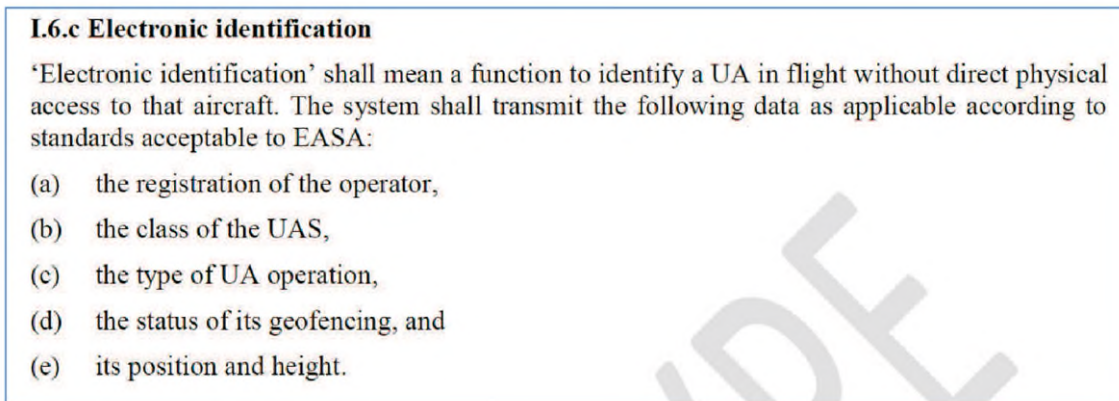 I.6.c Electronic identification
‘Electronic identification’ shall mean a function to identify a UA in flight without direct physical
access to that aircraft. The system shall transmit the following data as applicable according to
standards acceptable to EASA:
(a) the registration of the operator,
(b) the class of the UAS,
(c) the type of UA operation,
(d) the status of its geofencing, and
(e) its position and height.